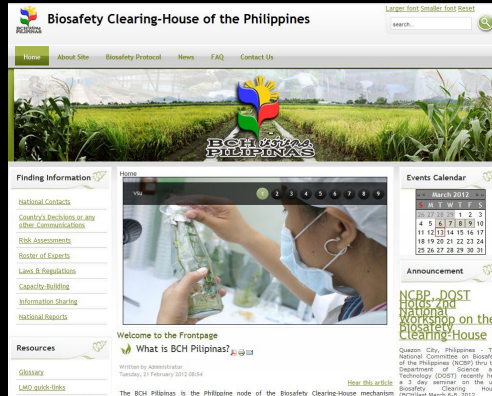 Larger font Smaller font Reset
Biosafety Clearing-House of the Philippines
search...
BCH PILIPINAS
Home About Site Biosafety Protocol News FAQ Contact Us
BCH
PILIPINAS
Finding Information
National Contacts
Country's Decisions or any
other Communications
Risk Assessments
Roster of Experts
Laws & Regulations
Capacity-Building
Information Sharing
National Reports
Resources
Glossary
LMO quick-links
Home
1 2 3 4 5 6 7 8 9
Welcome to the Frontpage
What is BCH Pilipinas?
Written by Administrator
Tuesday, 21 February 2012 08:54
Hear this article
The BCH Pilipinas is the Philippine node of the Biosafety Clearing-House mechanism
Events Calendar
March 2012
S M T W T F S
26 27 28 29 1 2 3
4 5 6 7 8 9 10
11 12 13 14 15 16 17
18 19 20 21 22 23 24
25 26 27 28 29 30 31
Announcement
NCBP, DOST
Holds 2nd
National
Workshop on the
Biosafety
Clearing-House
Quezon City, Philippines -
National Committee on Biosafe
of the Philippines (NCBP) thru t
Department of Science a
Technology (DOST) recently he
a 3 day seminar on the u
Biosafety Clearing Hou
(BCH)last March 6-8, 2012